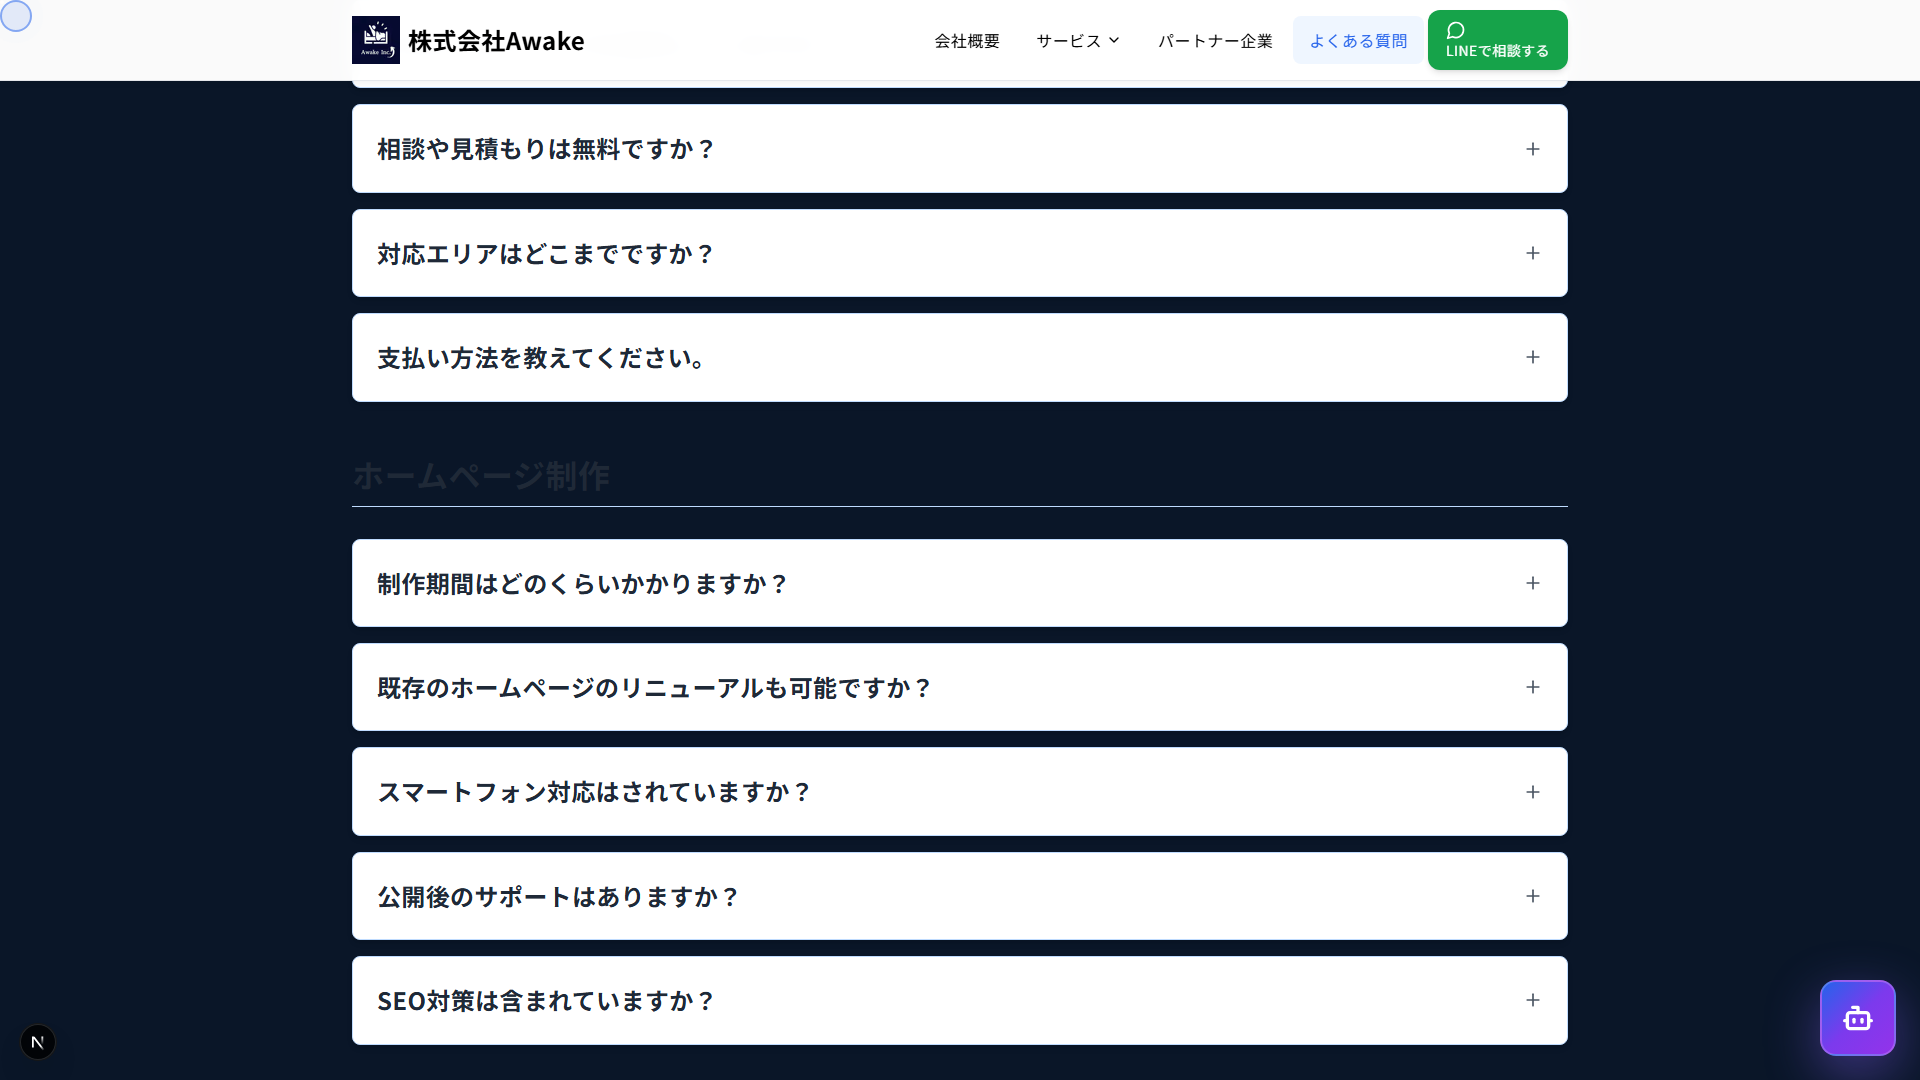 Awake Inc.
株式会社Awake
会社概要
サービス
パートナー企業
よくある質問
LINEで相談する
相談や見積もりは無料ですか？
対応エリアはどこまでですか？
支払い方法を教えてください。
ホームページ制作
制作期間はどのくらいかかりますか？
既存のホームページのリニューアルも可能ですか？
スマートフォン対応はされていますか？
公開後のサポートはありますか？
SEO対策は含まれていますか？
N